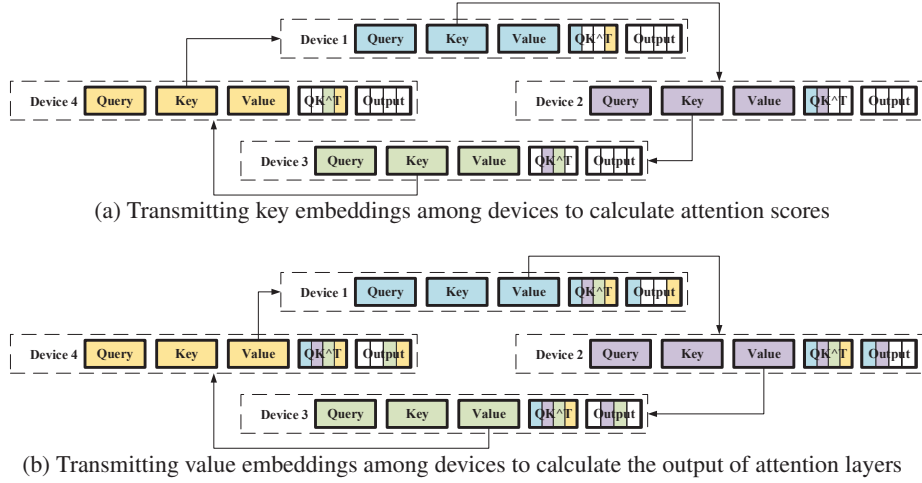 Device 1 Query Key Value QK^T Output
Device 4 Query Key Value QK^T Output
Device 2 Query Key Value QK^T Output
Device 3 Query Key Value QK^T Output
(a) Transmitting key embeddings among devices to calculate attention scores
Device 1 Query Key Value QK^T Output
Device 4 Query Key Value QK^T Output
Device 2 Query Key Value QK^T Output
Device 3 Query Key Value QK^T Output
(b) Transmitting value embeddings among devices to calculate the output of attention layers